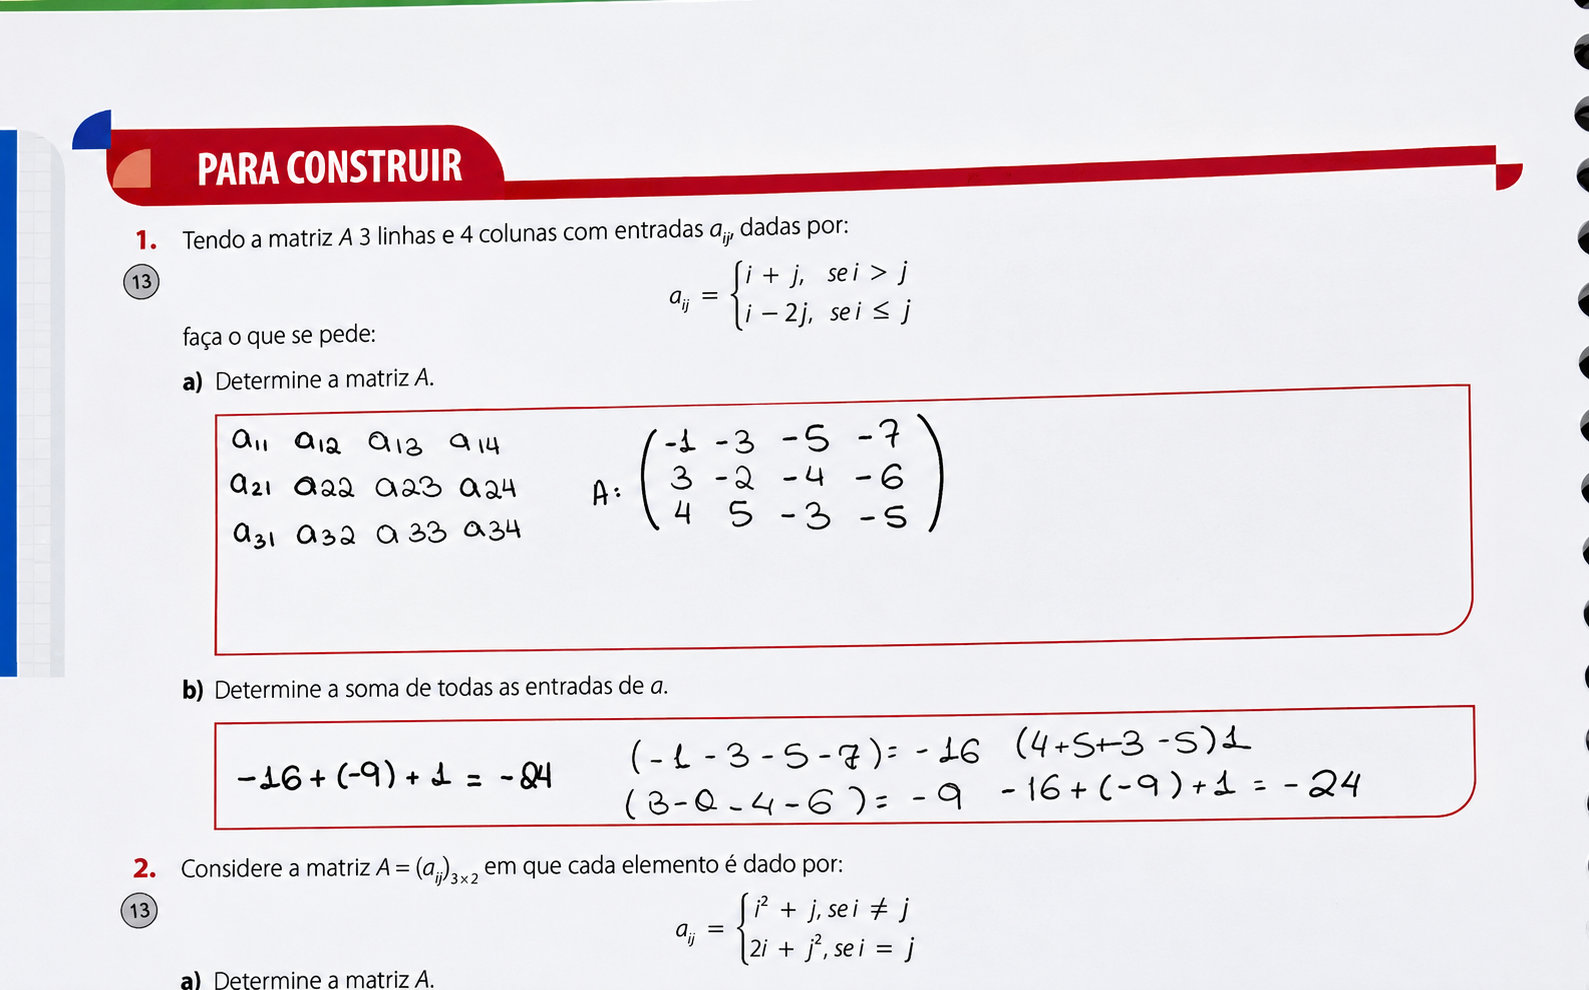 PARA CONSTRUIR
1. Tendo a matriz A 3 linhas e 4 colunas com entradas aij, dadas por:
13
aij = { i + j, se i > j
i − 2j, se i ≤ j
faça o que se pede:
a) Determine a matriz A.
a11 a12 a13 a14
a21 a22 a23 a24
a31 a32 a33 a34
A: ( -1 -3 -5 -7
3 -2 -4 -6
4 5 -3 -5 )
b) Determine a soma de todas as entradas de a.
-16 + (-9) + 1 = -24
(-1 - 3 - 5 - 7) = -16 (4+5+-3 -5) 1
(3-2-4-6) = -9 -16+(-9)+1 = -24
2. Considere a matriz A = (aij)3×2 em que cada elemento é dado por:
13
aij = { i² + j, se i ≠ j
2i + j², se i = j
a) Determine a matriz A.